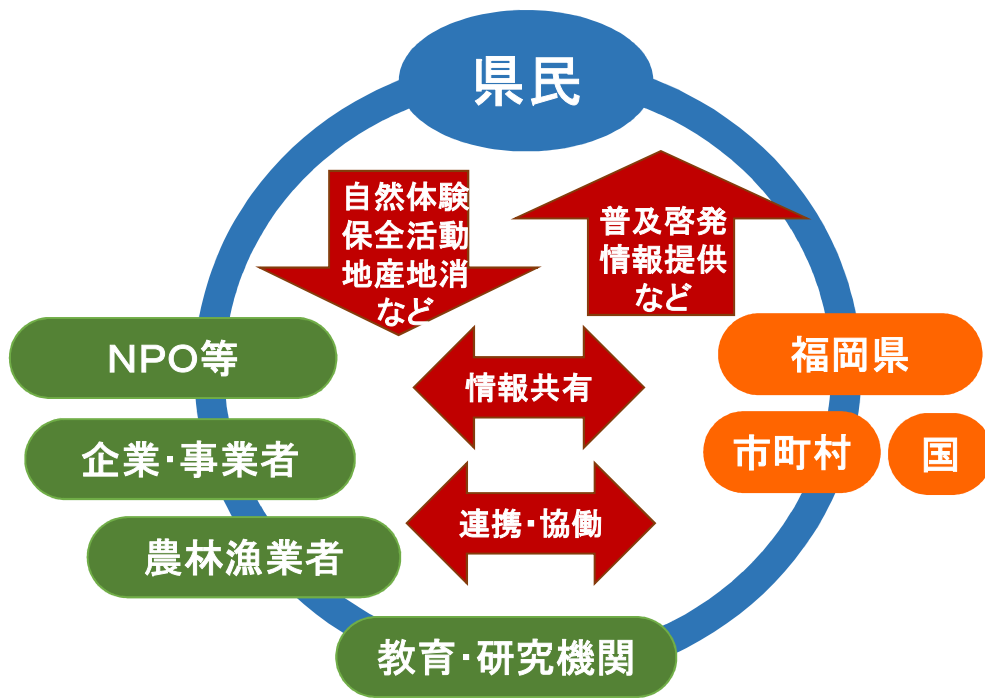 県民
自然体験
保全活動
地産地消
など
普及啓発
情報提供
など
NPO等
福岡県
情報共有
企業・事業者
市町村
国
連携・協働
農林漁業者
教育・研究機関